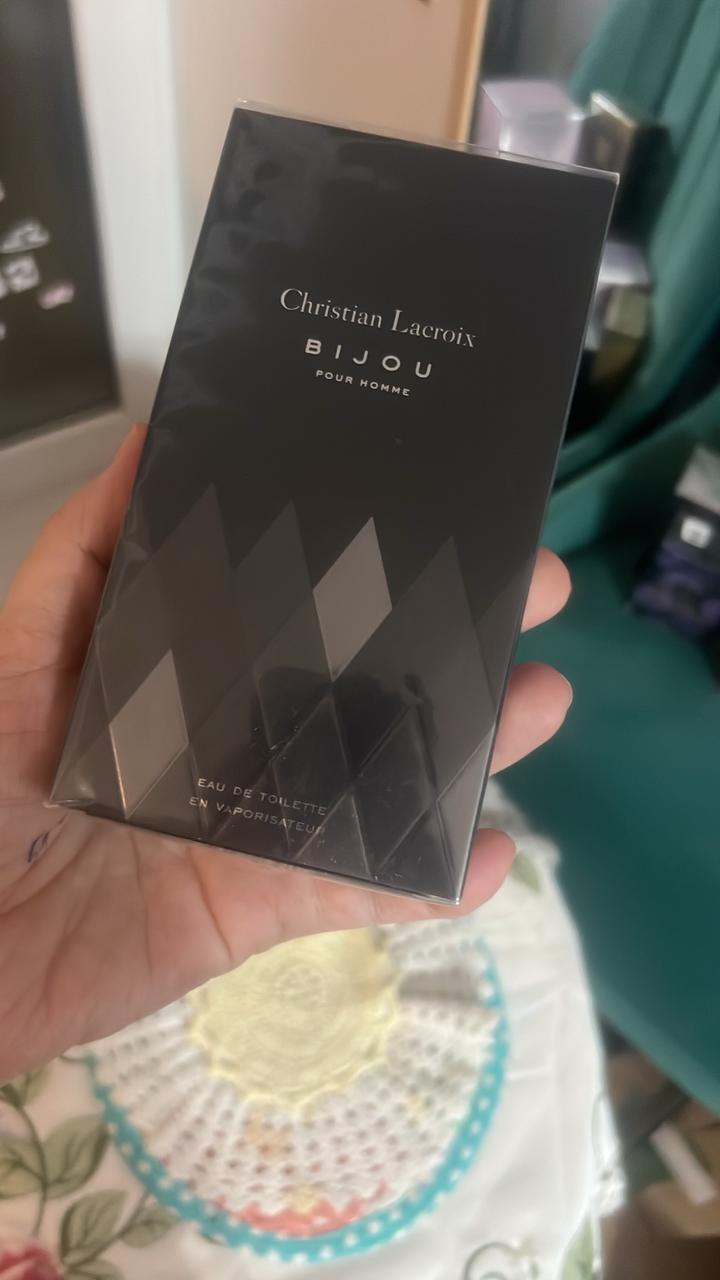 Christian Lacroix
BIJOU
POUR HOMME
EAU DE TOILETTE
EN VAPORISATEUR